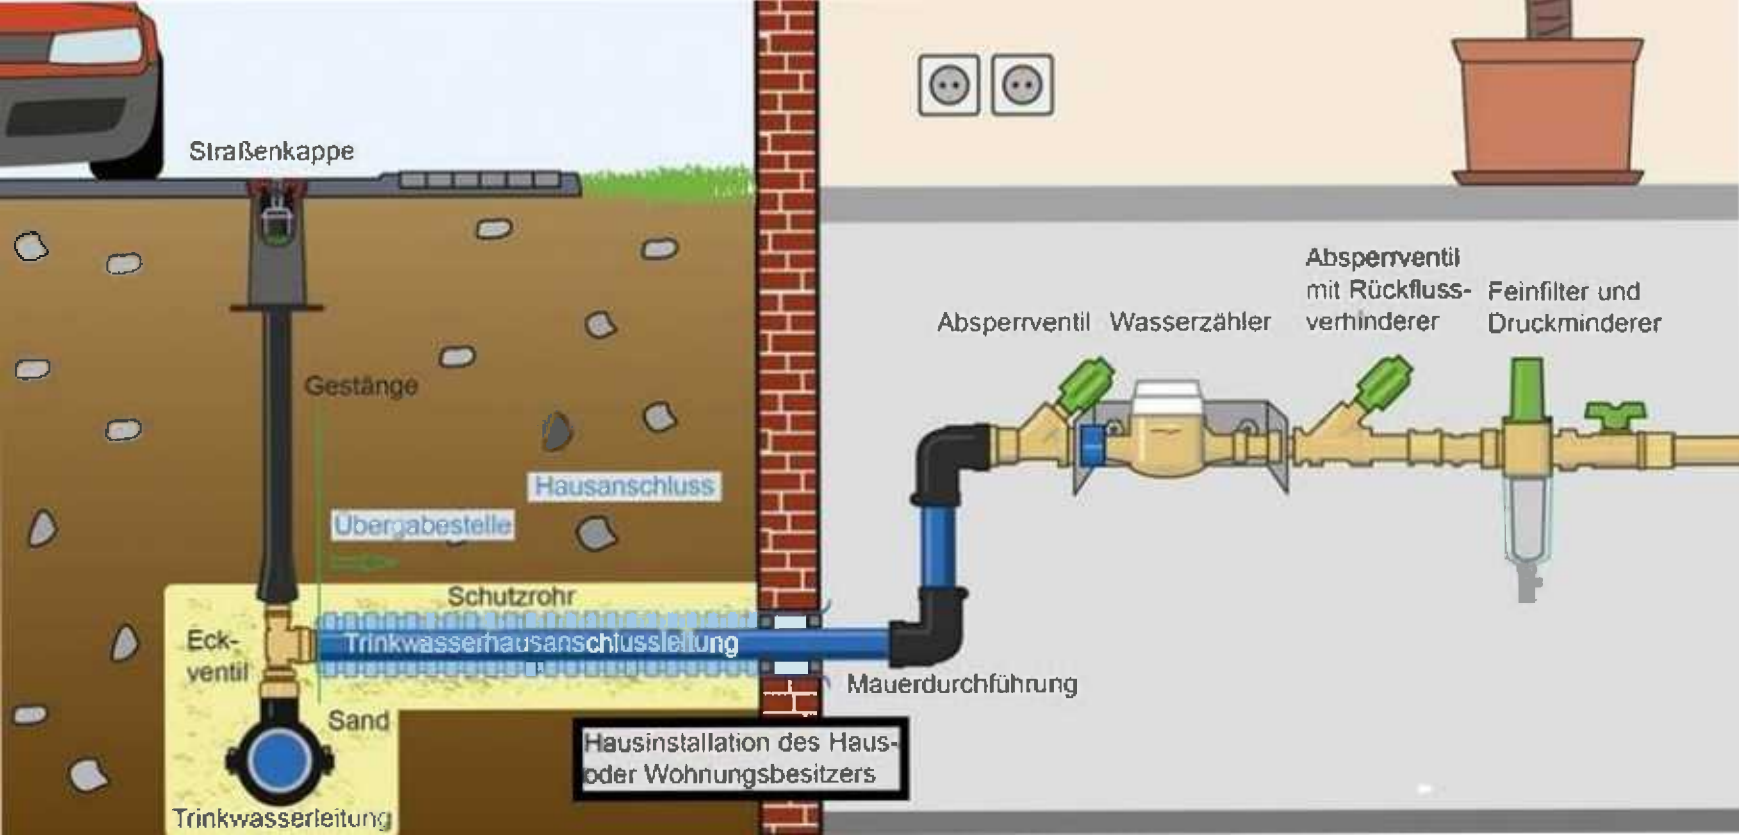 Straßenkappe
Gestänge
Hausanschluss
Übergabestelle
Schutzrohr
Trinkwasserhausanschlussleitung
Eck-
ventil
Sand
Trinkwasserleitung
Mauerdurchführung
Hausinstallation des Haus-
oder Wohnungsbesitzers
Absperrventil
Wasserzähler
Absperrventil
mit Rückfluss-
verhinderer
Feinfilter und
Druckminderer